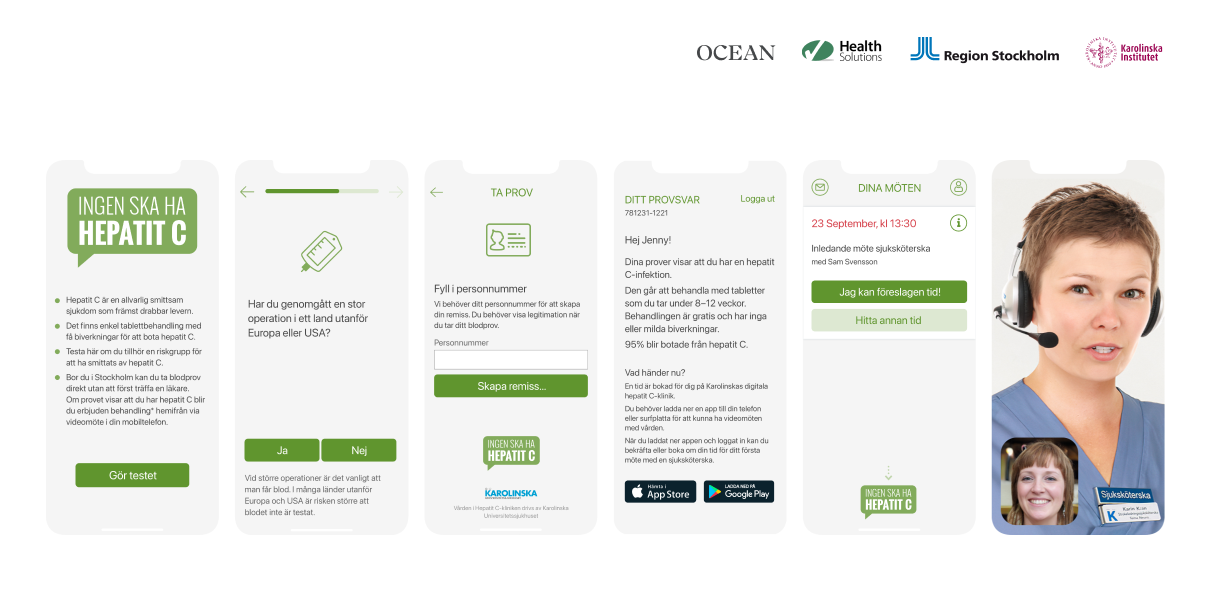 OCEAN
Health
Solutions
Region Stockholm
Karolinska
Institutet
INGEN SKA HA
HEPATIT C
Hepatit C är en allvarlig smittsam
sjukdom som främst drabbar levern.
Det finns enkel tablettbehandling med
få biverkningar för att bota hepatit C.
Testa här om du tillhör en riskgrupp för
att ha smittats av hepatit C.
Bor du i Stockholm kan du ta blodprov
direkt utan att först träffa en läkare.
Om provet visar att du har hepatit C blir
du erbjuden behandling* hemifrån via
videomöte i din mobiltelefon.
Gör testet
Har du genomgått en stor
operation i ett land utanför
Europa eller USA?
Ja
Nej
Vid större operationer är det vanligt att
man får blod. I många länder utanför
Europa och USA är risken större att
blodet inte är testat.
TA PROV
Fyll i personnummer
Vi behöver ditt personnummer för att skapa
din remiss. Du behöver visa legitimation när
du tar ditt blodprov.
Personnummer
Skapa remiss...
INGEN SKA HA
HEPATIT C
KAROLINSKA
Vården i Hepatit C-kliniken drivs av Karolinska
Universitetssjukhuset
DITT PROVSVAR
Logga ut
781231-1221
Hej Jenny!
Dina prover visar att du har en hepatit
C-infektion.
Den går att behandla med tabletter
som du tar under 8–12 veckor.
Behandlingen är gratis och har inga
eller milda biverkningar.
95% blir botade från hepatit C.
Vad händer nu?
En tid är bokad för dig på Karolinskas digitala
hepatit C-klinik.
Du behöver ladda ner en app till din telefon
eller surfplatta för att kunna ha videomöten
med vården.
När du laddat ner appen och loggat in kan du
bekräfta eller boka om din tid för ditt första
möte med en sjuksköterska.
Hämta i
App Store
LADDA NED PÅ
Google Play
DINA MÖTEN
23 September, kl 13:30
Inledande möte sjuksköterska
med Sam Svensson
Jag kan föreslagen tid!
Hitta annan tid
INGEN SKA HA
HEPATIT C
Sjuksköterska
K